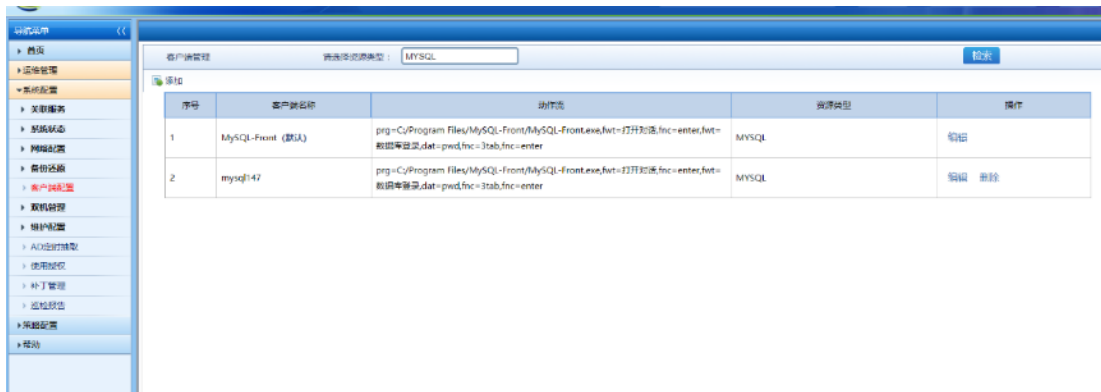 导航菜单
首页
运维管理
系统配置
关联服务
系统状态
网络配置
备份还原
客户端配置
双机管理
维护配置
AD定时抽取
使用授权
补丁管理
巡检报告
策略配置
帮助
客户端管理 请选择资源类型： MYSQL 检索
添加
序号 客户端名称 动作流 资源类型 操作
1 MySQL-Front (默认) prg=C:/Program Files/MySQL-Front/MySQL-Front.exe,fwt=打开对话,fnc=enter,fwt=
数据库登录,dat=pwd,fnc=3tab,fnc=enter MYSQL 编辑
2 mysql147 prg=C:/Program Files/MySQL-Front/MySQL-Front.exe,fwt=打开对话,fnc=enter,fwt=
数据库登录,dat=pwd,fnc=3tab,fnc=enter MYSQL 编辑 删除